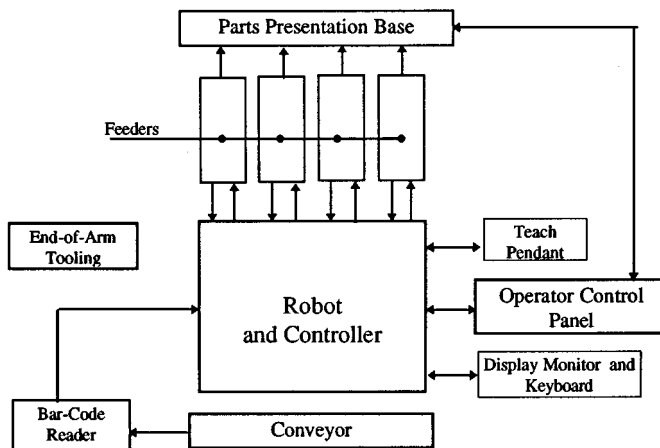 Parts Presentation Base
Feeders
End-of-Arm
Tooling
Teach
Pendant
Robot
and Controller
Operator Control
Panel
Display Monitor and
Keyboard
Bar-Code
Reader
Conveyor